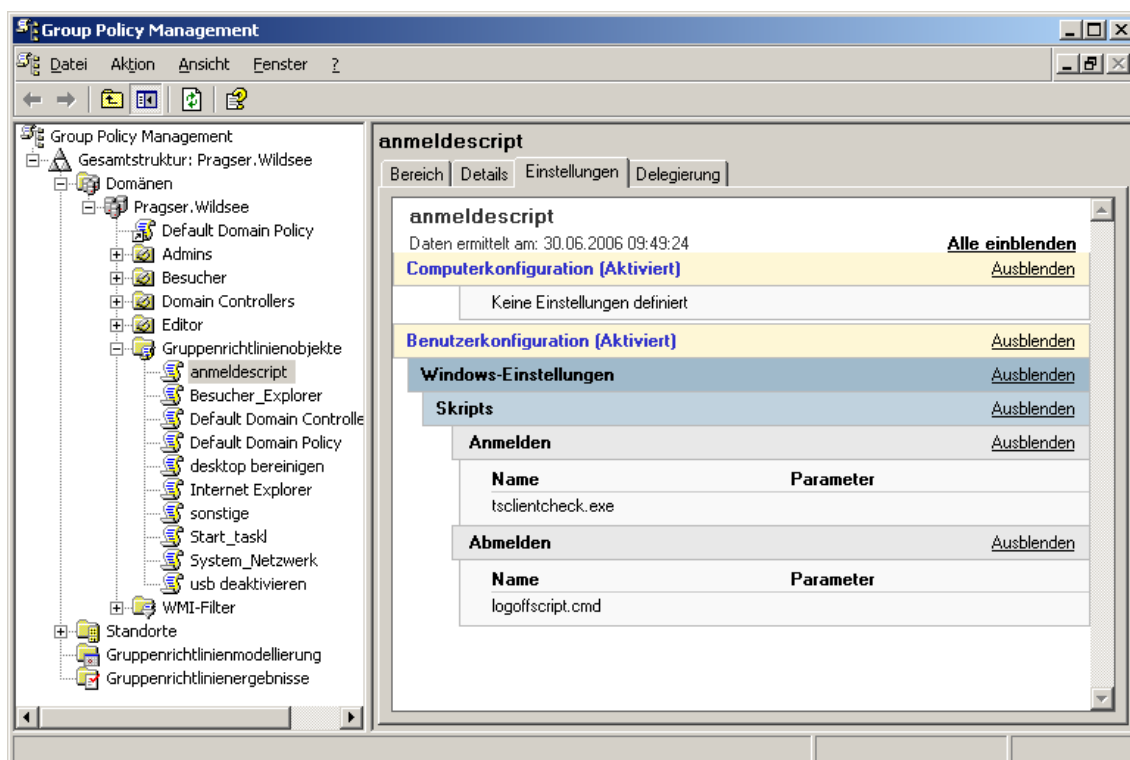 Group Policy Management
Datei Aktion Ansicht Fenster ?
Group Policy Management
Gesamtstruktur: Pragser.Wildsee
Domänen
Pragser.Wildsee
Default Domain Policy
Admins
Besucher
Domain Controllers
Editor
Gruppenrichtlinienobjekte
anmeldescript
Besucher_Explorer
Default Domain Controlle
Default Domain Policy
desktop bereinigen
Internet Explorer
sonstige
Start_taskl
System_Netzwerk
usb deaktivieren
WMI-Filter
Standorte
Gruppenrichtlinienmodellierung
Gruppenrichtlinienergebnisse
anmeldescript
Bereich Details Einstellungen Delegierung
anmeldescript
Daten ermittelt am: 30.06.2006 09:49:24 Alle einblenden
Computerkonfiguration (Aktiviert) Ausblenden
Keine Einstellungen definiert
Benutzerkonfiguration (Aktiviert) Ausblenden
Windows-Einstellungen Ausblenden
Skripts Ausblenden
Anmelden Ausblenden
Name Parameter
tsclientcheck.exe
Abmelden Ausblenden
Name Parameter
logoffscript.cmd